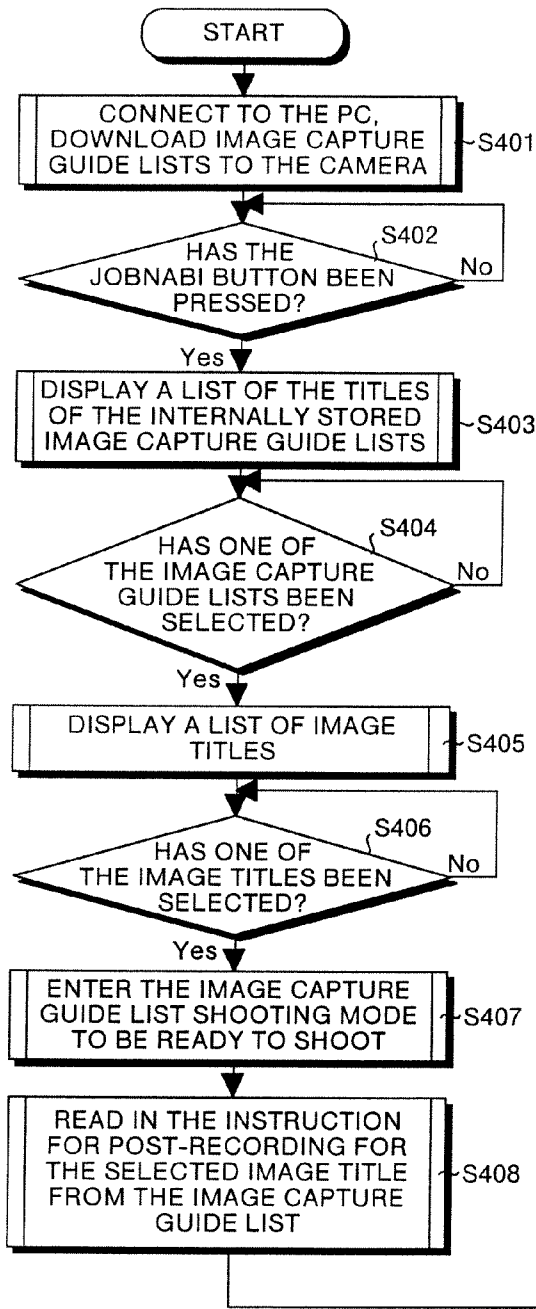 START
CONNECT TO THE PC,
DOWNLOAD IMAGE CAPTURE
GUIDE LISTS TO THE CAMERA
S401
S402
HAS THE
JOBNABI BUTTON BEEN
PRESSED?
No
Yes
DISPLAY A LIST OF THE TITLES
OF THE INTERNALLY STORED
IMAGE CAPTURE GUIDE LISTS
S403
S404
HAS ONE OF
THE IMAGE CAPTURE
GUIDE LISTS BEEN
SELECTED?
No
Yes
DISPLAY A LIST OF IMAGE
TITLES
S405
S406
HAS ONE OF
THE IMAGE TITLES BEEN
SELECTED?
No
Yes
ENTER THE IMAGE CAPTURE
GUIDE LIST SHOOTING MODE
TO BE READY TO SHOOT
S407
READ IN THE INSTRUCTION
FOR POST-RECORDING FOR
THE SELECTED IMAGE TITLE
FROM THE IMAGE CAPTURE
GUIDE LIST
S408